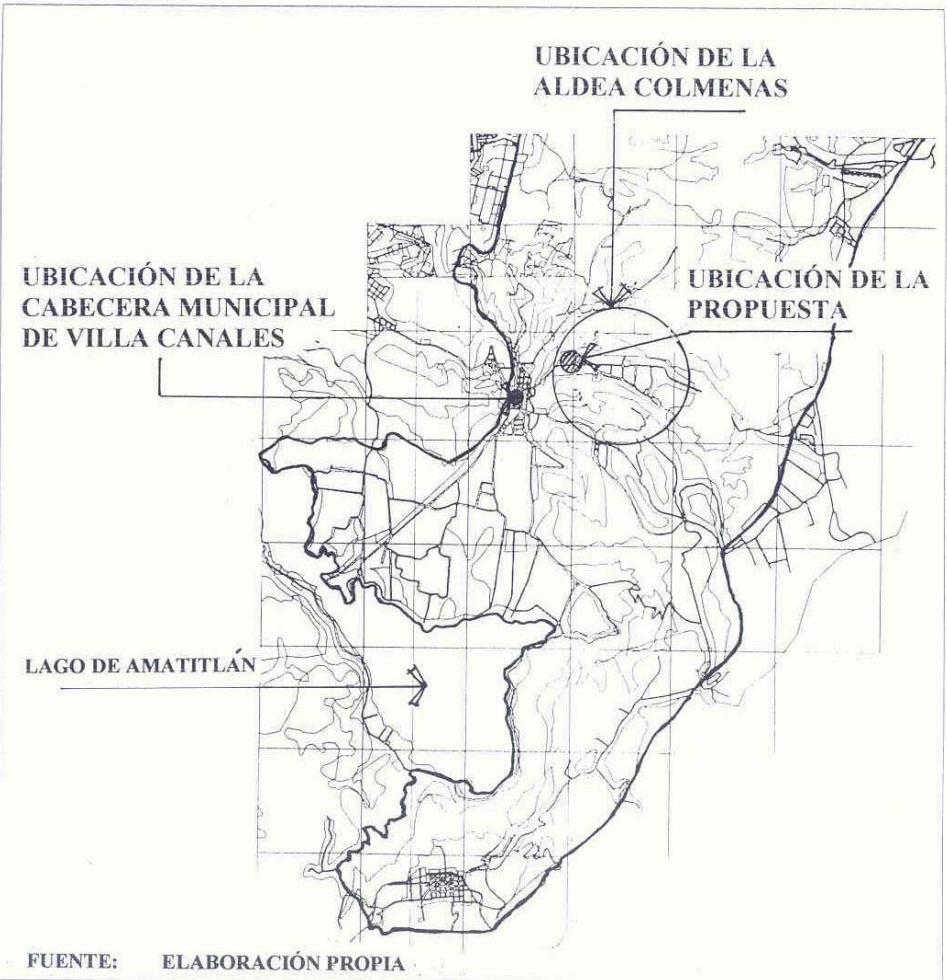 UBICACIÓN DE LA
ALDEA COLMENAS
UBICACIÓN DE LA
CABECERA MUNICIPAL
DE VILLA CANALES
UBICACIÓN DE LA
PROPUESTA
LAGO DE AMATITLÁN
FUENTE: ELABORACIÓN PROPIA